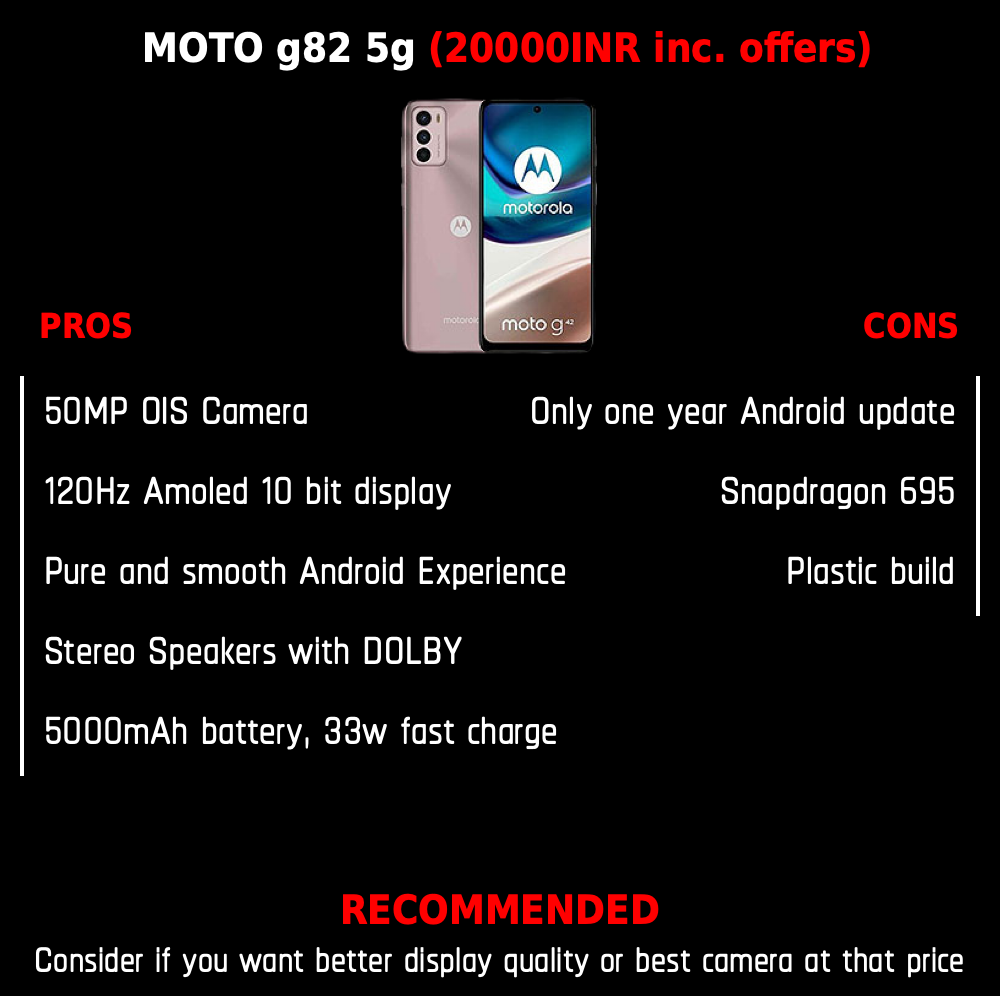 MOTO g82 5g (20000INR inc. offers)
motorola
motorola
moto g42
PROS
CONS
50MP OIS Camera
Only one year Android update
120Hz Amoled 10 bit display
Snapdragon 695
Pure and smooth Android Experience
Plastic build
Stereo Speakers with DOLBY
5000mAh battery, 33w fast charge
RECOMMENDED
Consider if you want better display quality or best camera at that price